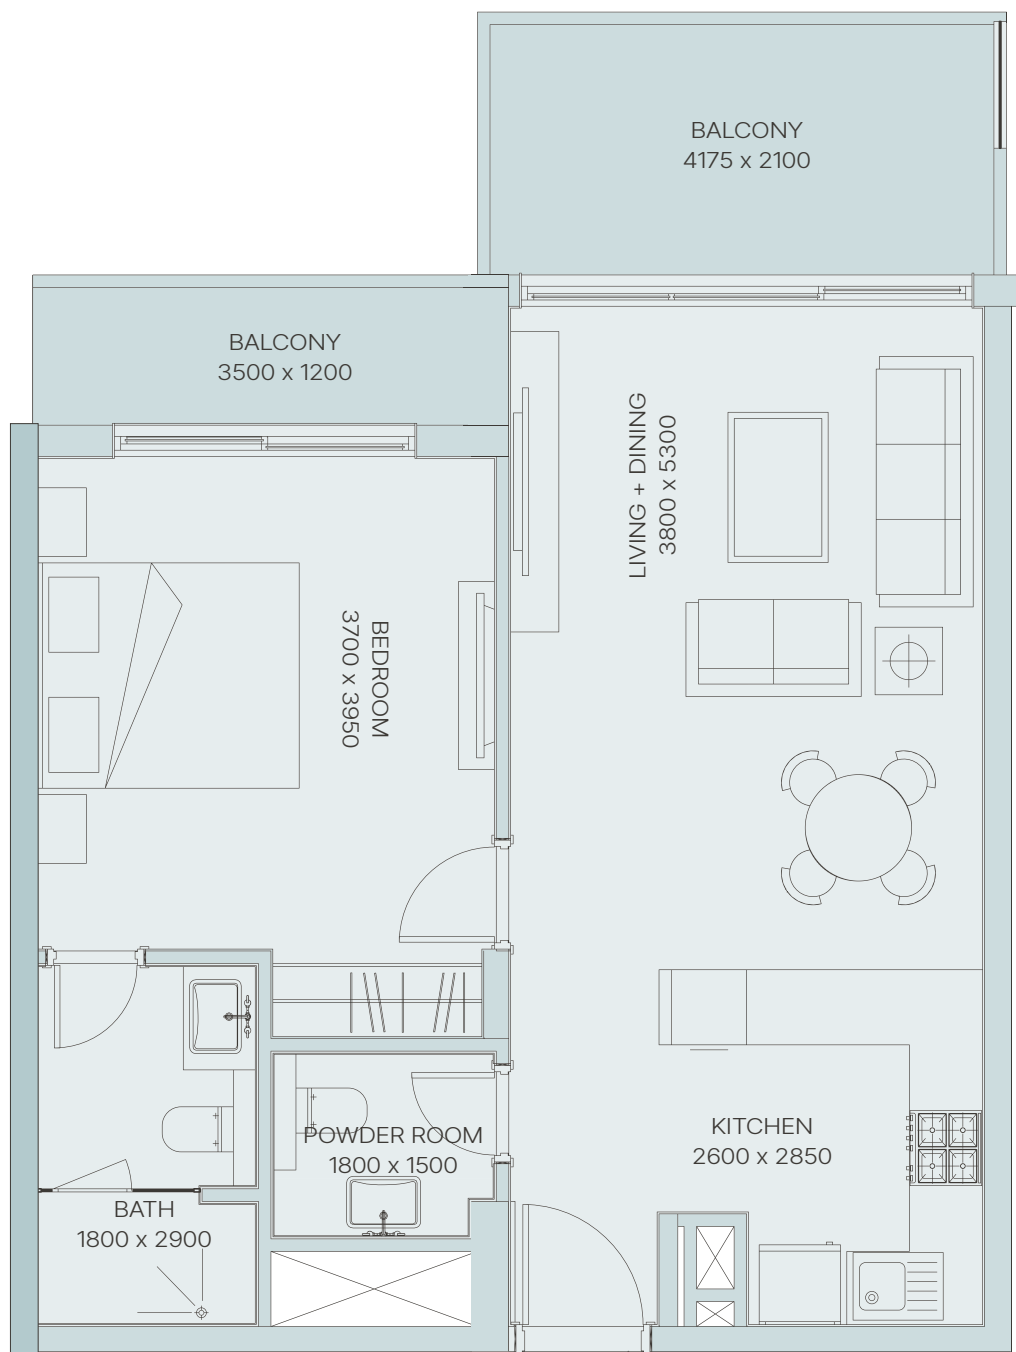 BALCONY
4175 x 2100
BALCONY
3500 x 1200
LIVING + DINING
3800 x 5300
BEDROOM
3700 x 3950
POWDER ROOM
1800 x 1500
KITCHEN
2600 x 2850
BATH
1800 x 2900